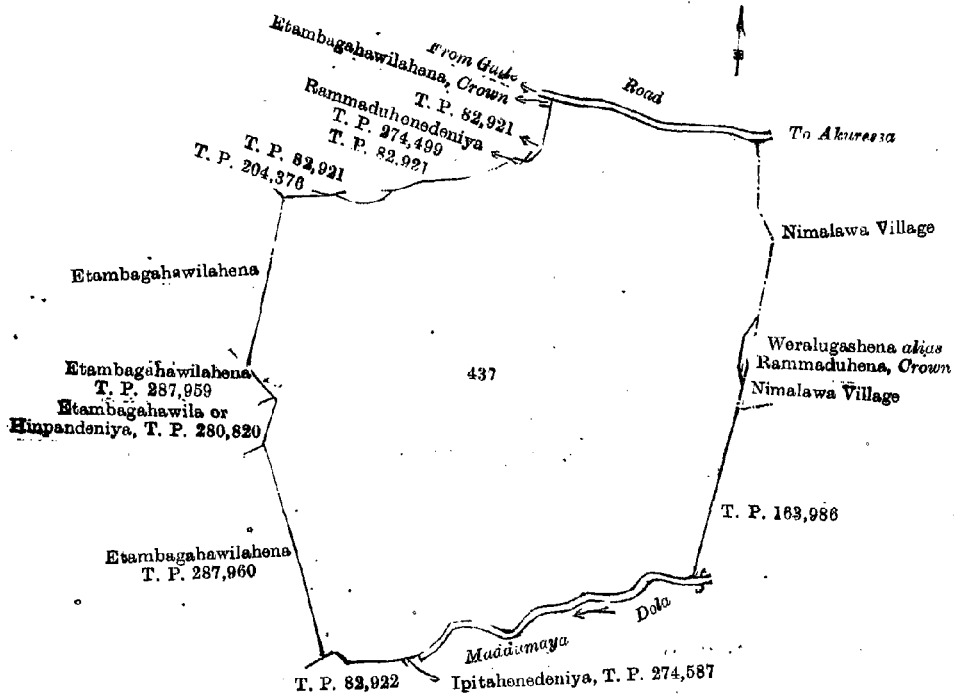 From
Etambagahawilahena, Crown
Road
T. P. 82,921
Rammaduhenedeniya
T. P. 274,499
To Akuressa
T. P. 82,921
T. P. 82,921
T. P. 204,376
Nimalawa Village
Etambagahawilahena
Weralugashena alias
Rammaduhena, Crown
Etambagahawilahena
T. P. 287,959
437
Nimalawa Village
Etambagahawila or
Hinpandeniya, T. P. 280,820
T. P. 163,986
Etambagahawilahena
T. P. 287,960
Dola
Maddumaya
Ipitahenedeniya, T. P. 274,587
T. P. 82,922